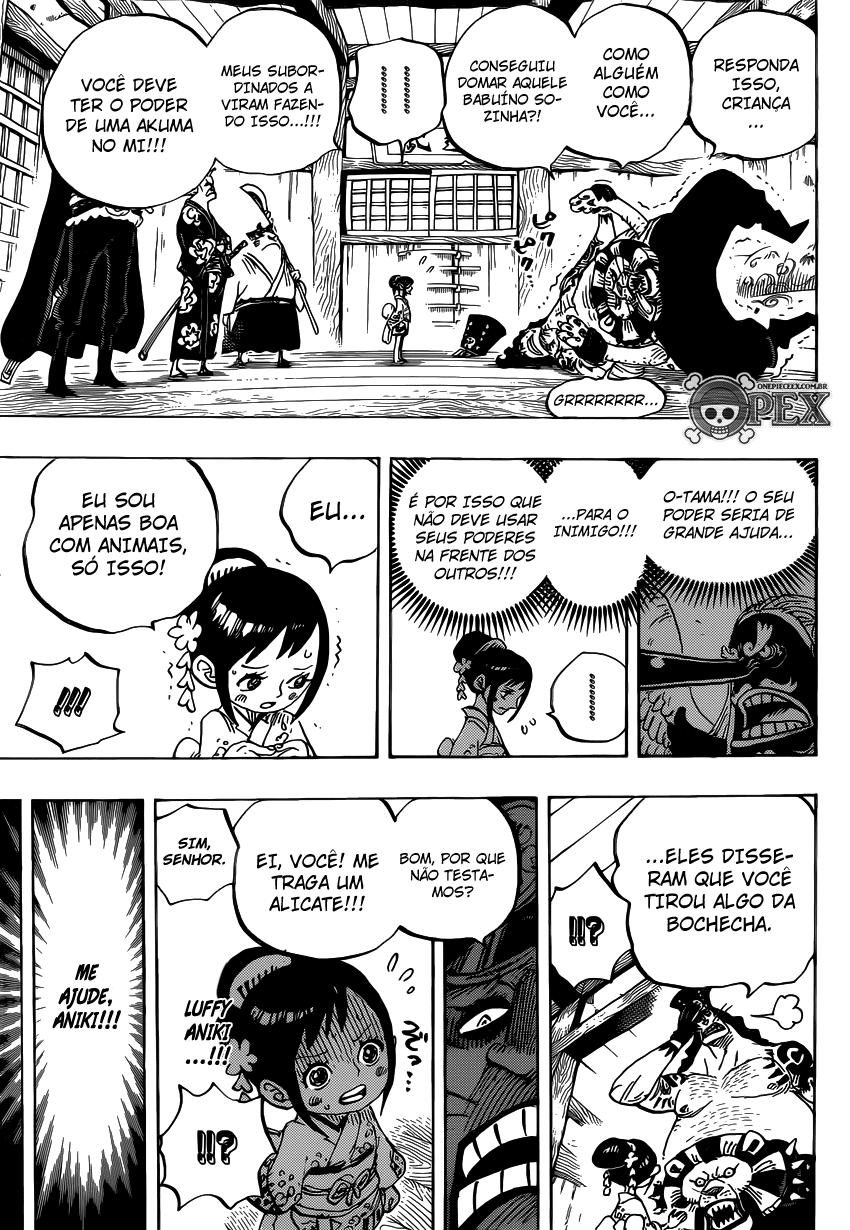 RESPONDA
ISSO,
CRIANÇA
...
COMO
ALGUÉM
COMO
VOCÊ...
CONSEGUIU
DOMAR AQUELE
BABUÍNO SO-
ZINHA?!
MEUS SUBOR-
DINADOS A
VIRAM FAZEN-
DO ISSO...!!!
VOCÊ DEVE
TER O PODER
DE UMA AKUMA
NO MI!!!
GRRRRRRRR...
ONEPIECEEX.COM.BR
OPEX
O-TAMA!!! O SEU
PODER SERIA DE
GRANDE AJUDA...
...PARA O
INIMIGO!!!
É POR ISSO QUE
NÃO DEVE USAR
SEUS PODERES
NA FRENTE DOS
OUTROS!!!
EU...
EU SOU
APENAS BOA
COM ANIMAIS,
SÓ ISSO!
!!!
...ELES DISSE-
RAM QUE VOCÊ
TIROU ALGO DA
BOCHECHA.
!!?
BOM, POR QUE
NÃO TESTA-
MOS?
EI, VOCÊ! ME
TRAGA UM
ALICATE!!!
SIM,
SENHOR.
LUFFY
ANIKI
...!!!
!!?
ME
AJUDE,
ANIKI!!!